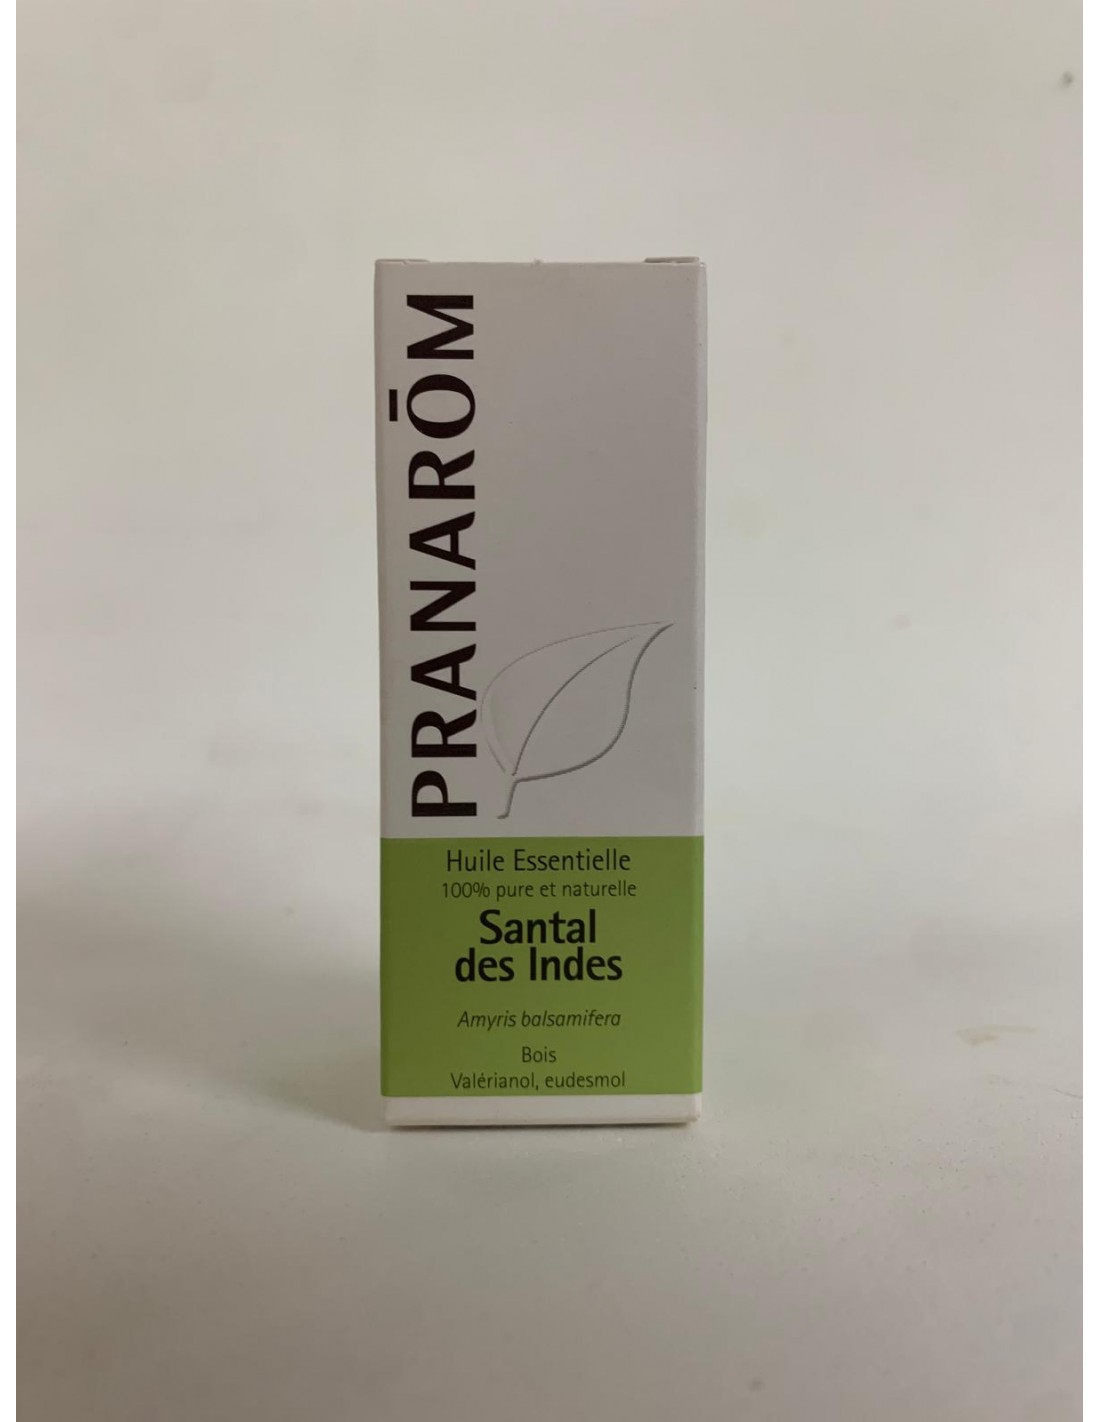 PRANARŌM
Huile Essentielle
100% pure et naturelle
Santal
des Indes
Amyris balsamifera
Bois
Valérianol, eudesmol